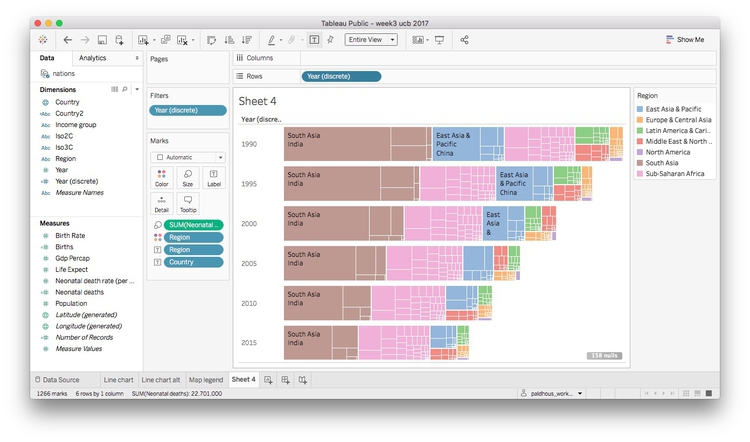 Tableau Public - week3 ucb 2017
Entire View
Show Me
Data
Analytics
nations
Dimensions
Country
Abc Country2
Abc Income group
Abc Iso2C
Abc Iso3C
Abc Region
# Year
Year (discrete)
Abc Measure Names
Measures
# Birth Rate
Births
# Gdp Percap
# Life Expect
# Neonatal death rate (per ...
Neonatal deaths
# Population
Latitude (generated)
Longitude (generated)
Number of Records
# Measure Values
Pages
Filters
Year (discrete)
Marks
Automatic
Color
Size
Label
Detail
Tooltip
SUM(Neonatal ..
Region
Region
Country
Columns
Rows
Year (discrete)
Sheet 4
Year (discre..
1990
South Asia
India
East Asia &
Pacific
China
1995
South Asia
India
East Asia
& Pacific
China
2000
South Asia
India
East
Asia
&
2005
South Asia
India
2010
South Asia
India
2015
South Asia
India
158 nulls
Region
East Asia & Pacific
Europe & Central Asia
Latin America & Cari..
Middle East & North ..
North America
South Asia
Sub-Saharan Africa
Data Source
Line chart
Line chart alt
Map legend
Sheet 4
1266 marks
6 rows by 1 column
SUM(Neonatal deaths): 22,701,000
paldhous_work...